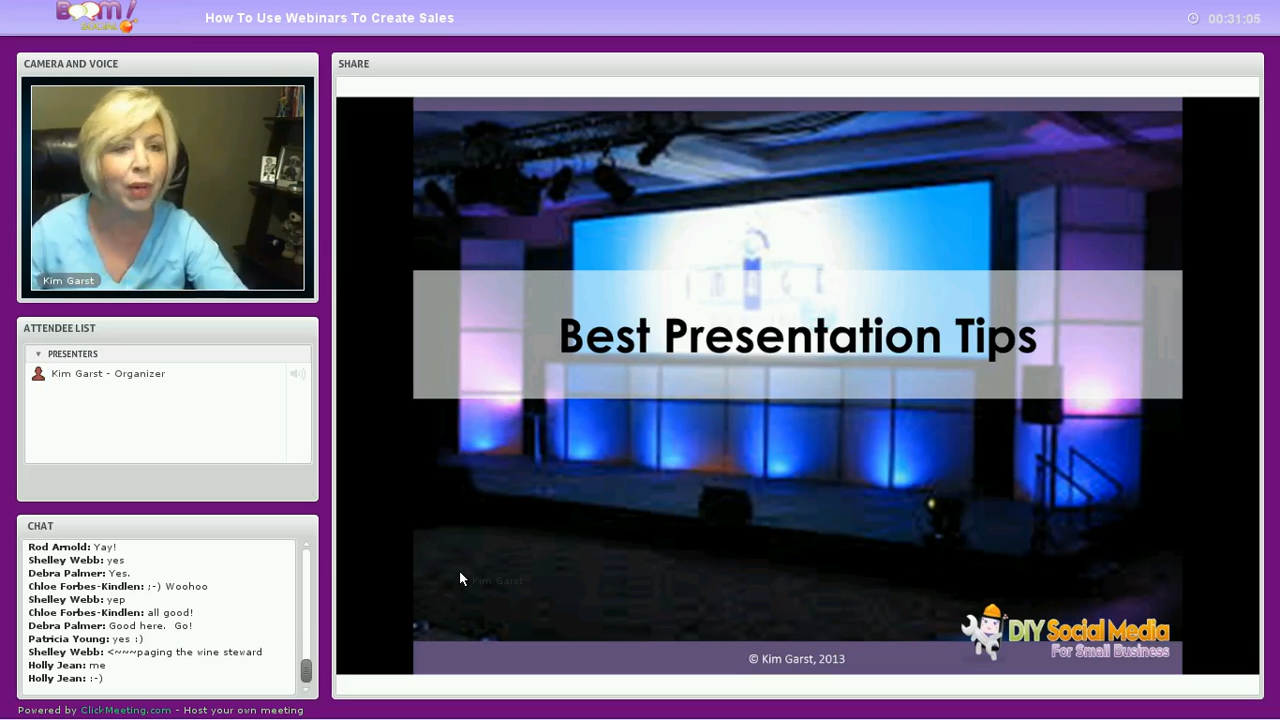 BOOM!
SOCIAL
How To Use Webinars To Create Sales
00:31:05
CAMERA AND VOICE
Kim Garst
ATTENDEE LIST
PRESENTERS
Kim Garst - Organizer
CHAT
Rod Arnold: Yay!
Shelley Webb: yes
Debra Palmer: Yes.
Chloe Forbes-Kindlen: ;-) Woohoo
Shelley Webb: yep
Chloe Forbes-Kindlen: all good!
Debra Palmer: Good here.  Go!
Patricia Young: yes :)
Shelley Webb: <~~~paging the wine steward
Holly Jean: me
Holly Jean: :-)
Powered by ClickMeeting.com - Host your own meeting
SHARE
Best Presentation Tips
Kim Garst
DIY Social Media
For Small Business
© Kim Garst, 2013